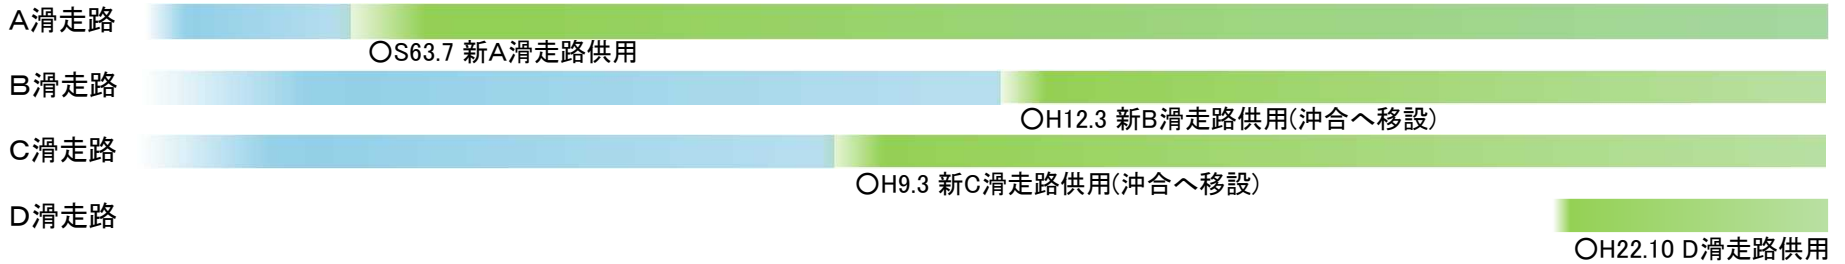 A滑走路
○S63.7 新A滑走路供用
B滑走路
○H12.3 新B滑走路供用(沖合へ移設)
C滑走路
○H9.3 新C滑走路供用(沖合へ移設)
D滑走路
○H22.10 D滑走路供用